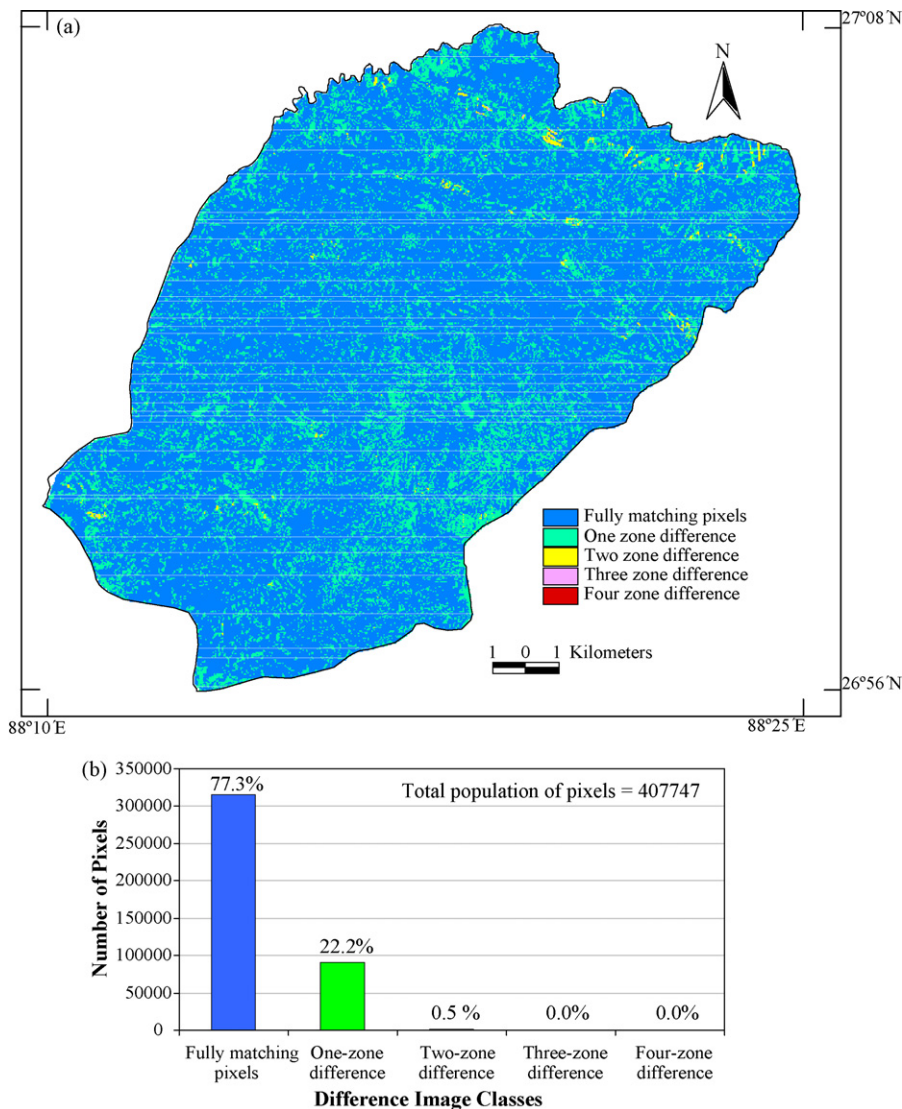 (a)
27°08´N
N
Fully matching pixels
One zone difference
Two zone difference
Three zone difference
Four zone difference
1 0 1 Kilometers
26°56´N
88°10´E
88°25´E
(b)
350000
77.3%
Total population of pixels = 407747
300000
250000
200000
Number of Pixels
150000
22.2%
100000
50000
0.5 %
0.0%
0.0%
0
Fully matching
pixels
One-zone
difference
Two-zone
difference
Three-zone
difference
Four-zone
difference
Difference Image Classes